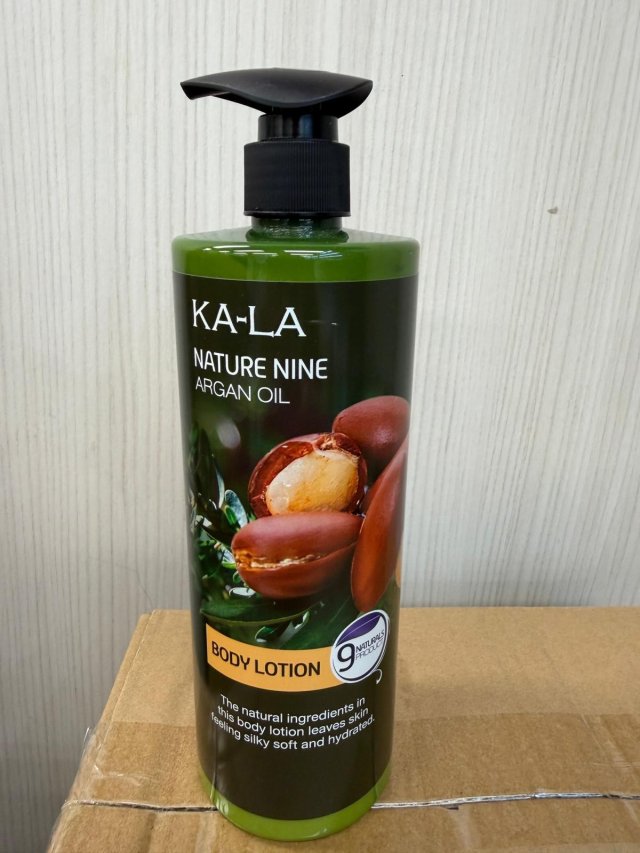 KA-LA
NATURE NINE
ARGAN OIL
BODY LOTION
9 NATURALS
PRODUCT
The natural ingredients in
this body lotion leaves skin
feeling silky soft and hydrated.